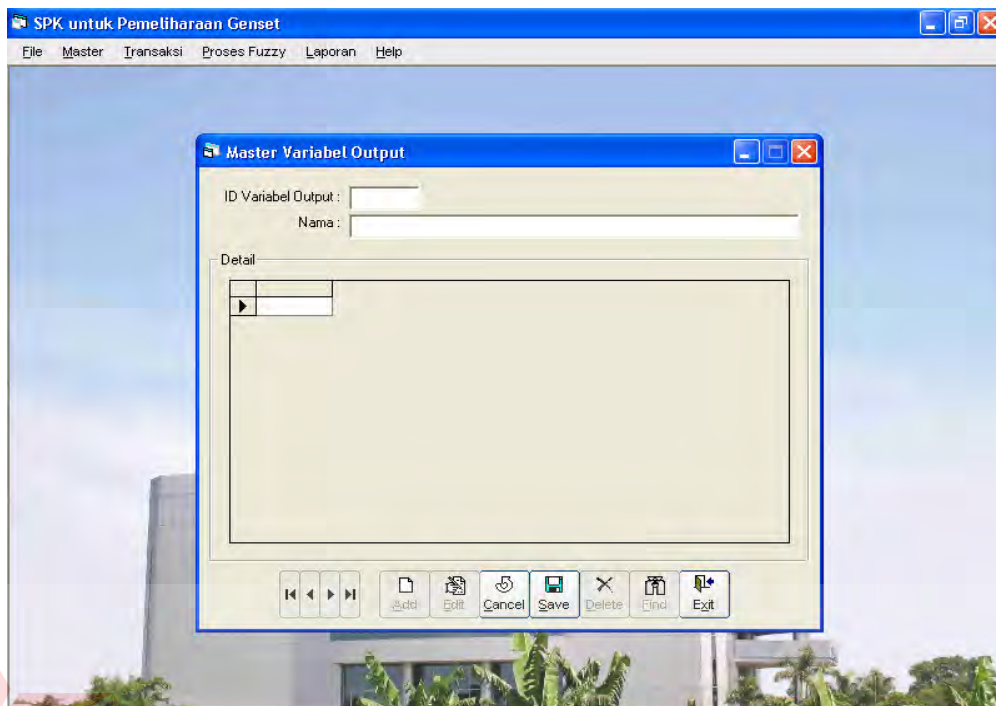 SPK untuk Pemeliharaan Genset
File Master Transaksi Proses Fuzzy Laporan Help
Master Variabel Output
ID Variabel Output :
Nama :
Detail
Add Edit Cancel Save Delete Find Exit